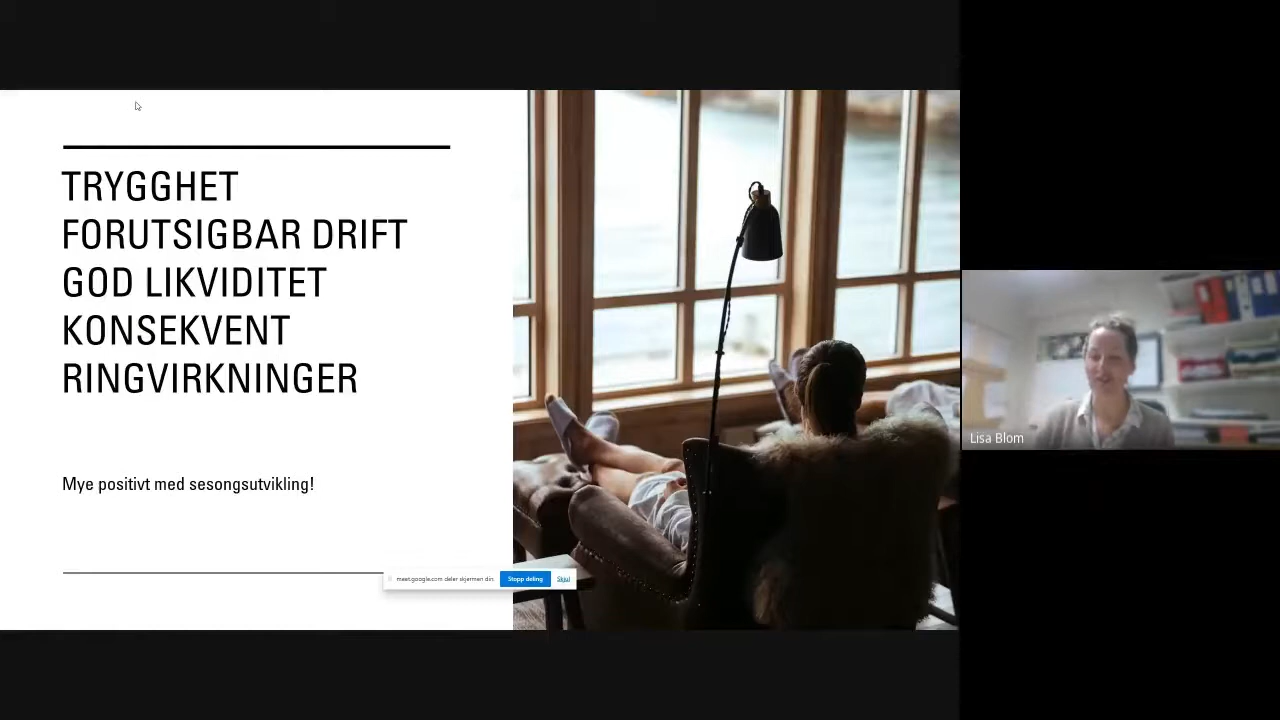 TRYGGHET
FORUTSIGBAR DRIFT
GOD LIKVIDITET
KONSEKVENT
RINGVIRKNINGER
Mye positivt med sesongsutvikling!
meet.google.com deler skjermen din
Stopp deling
Skjul
Lisa Blom